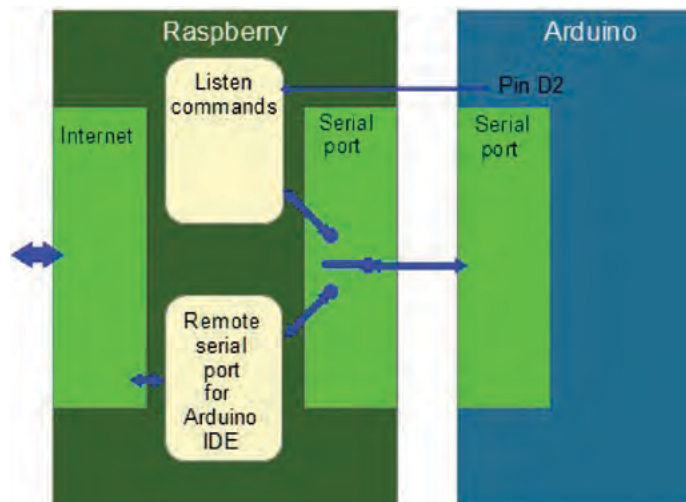 Raspberry
Arduino
Listen
commands
Pin D2
Internet
Serial
port
Serial
port
Remote
serial
port
for
Arduino
IDE